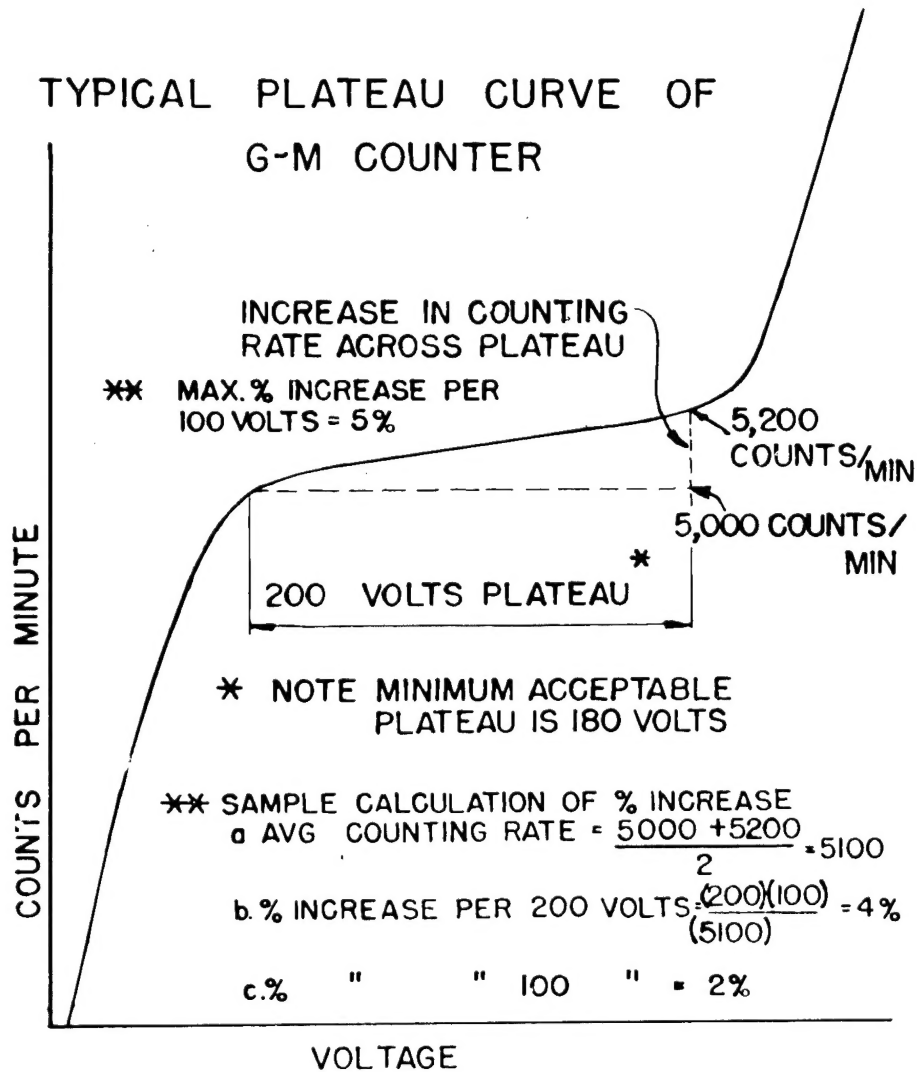 TYPICAL PLATEAU CURVE OF
G-M COUNTER
INCREASE IN COUNTING
RATE ACROSS PLATEAU
** MAX.% INCREASE PER
100 VOLTS = 5%
5,200
COUNTS/MIN
5,000 COUNTS/
MIN
200 VOLTS PLATEAU*
* NOTE MINIMUM ACCEPTABLE
PLATEAU IS 180 VOLTS
** SAMPLE CALCULATION OF % INCREASE
a AVG COUNTING RATE = 5000 + 5200 / 2 = 5100
b. % INCREASE PER 200 VOLTS = (200)(100) / (5100) = 4%
c. % " " 100 " = 2%
COUNTS PER MINUTE
VOLTAGE